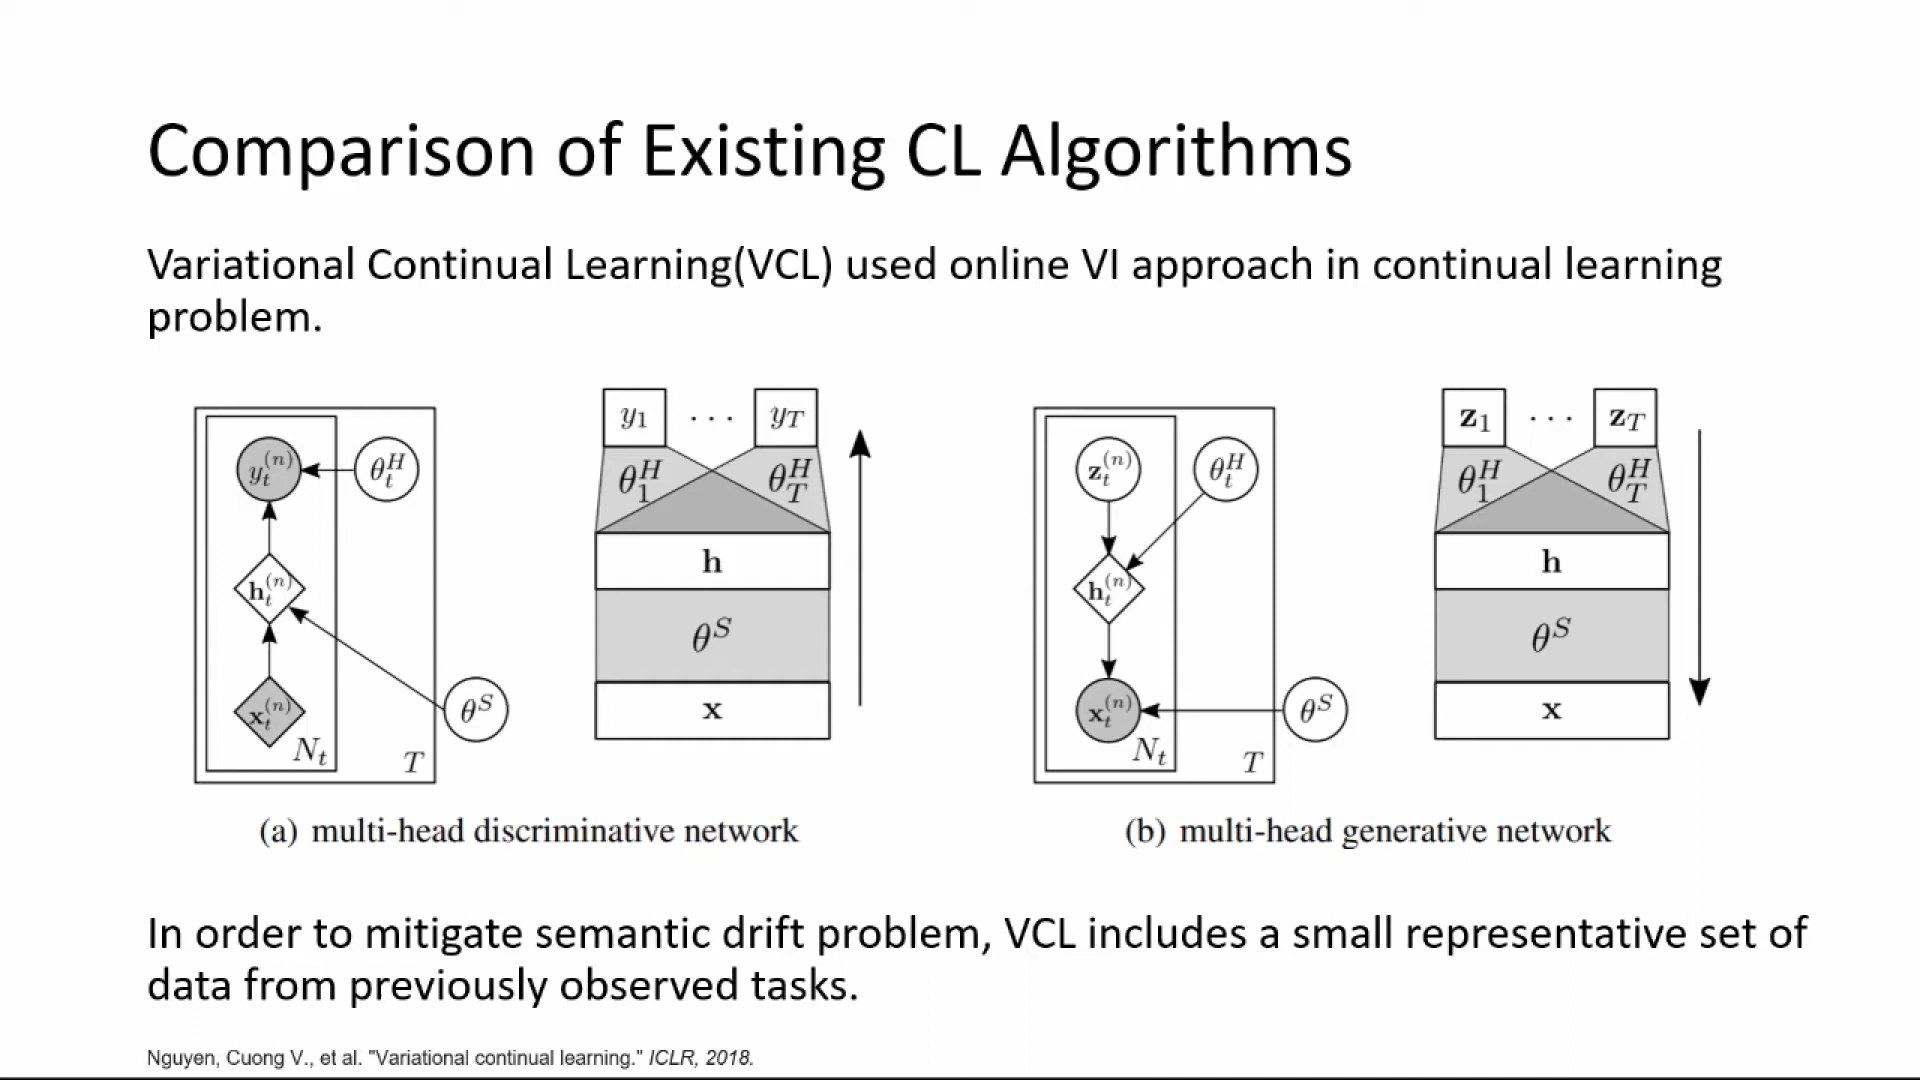 Comparison of Existing CL Algorithms
Variational Continual Learning(VCL) used online VI approach in continual learning
problem.
y_t^{(n)} θ_t^H
h_t^{(n)}
x_t^{(n)} θ^S
N_t T
y_1 · · · y_T
θ_1^H θ_T^H
h
θ^S
x
(a) multi-head discriminative network
z_t^{(n)} θ_t^H
h_t^{(n)}
x_t^{(n)} θ^S
N_t T
z_1 · · · z_T
θ_1^H θ_T^H
h
θ^S
x
(b) multi-head generative network
In order to mitigate semantic drift problem, VCL includes a small representative set of
data from previously observed tasks.
Nguyen, Cuong V., et al. "Variational continual learning." ICLR, 2018.